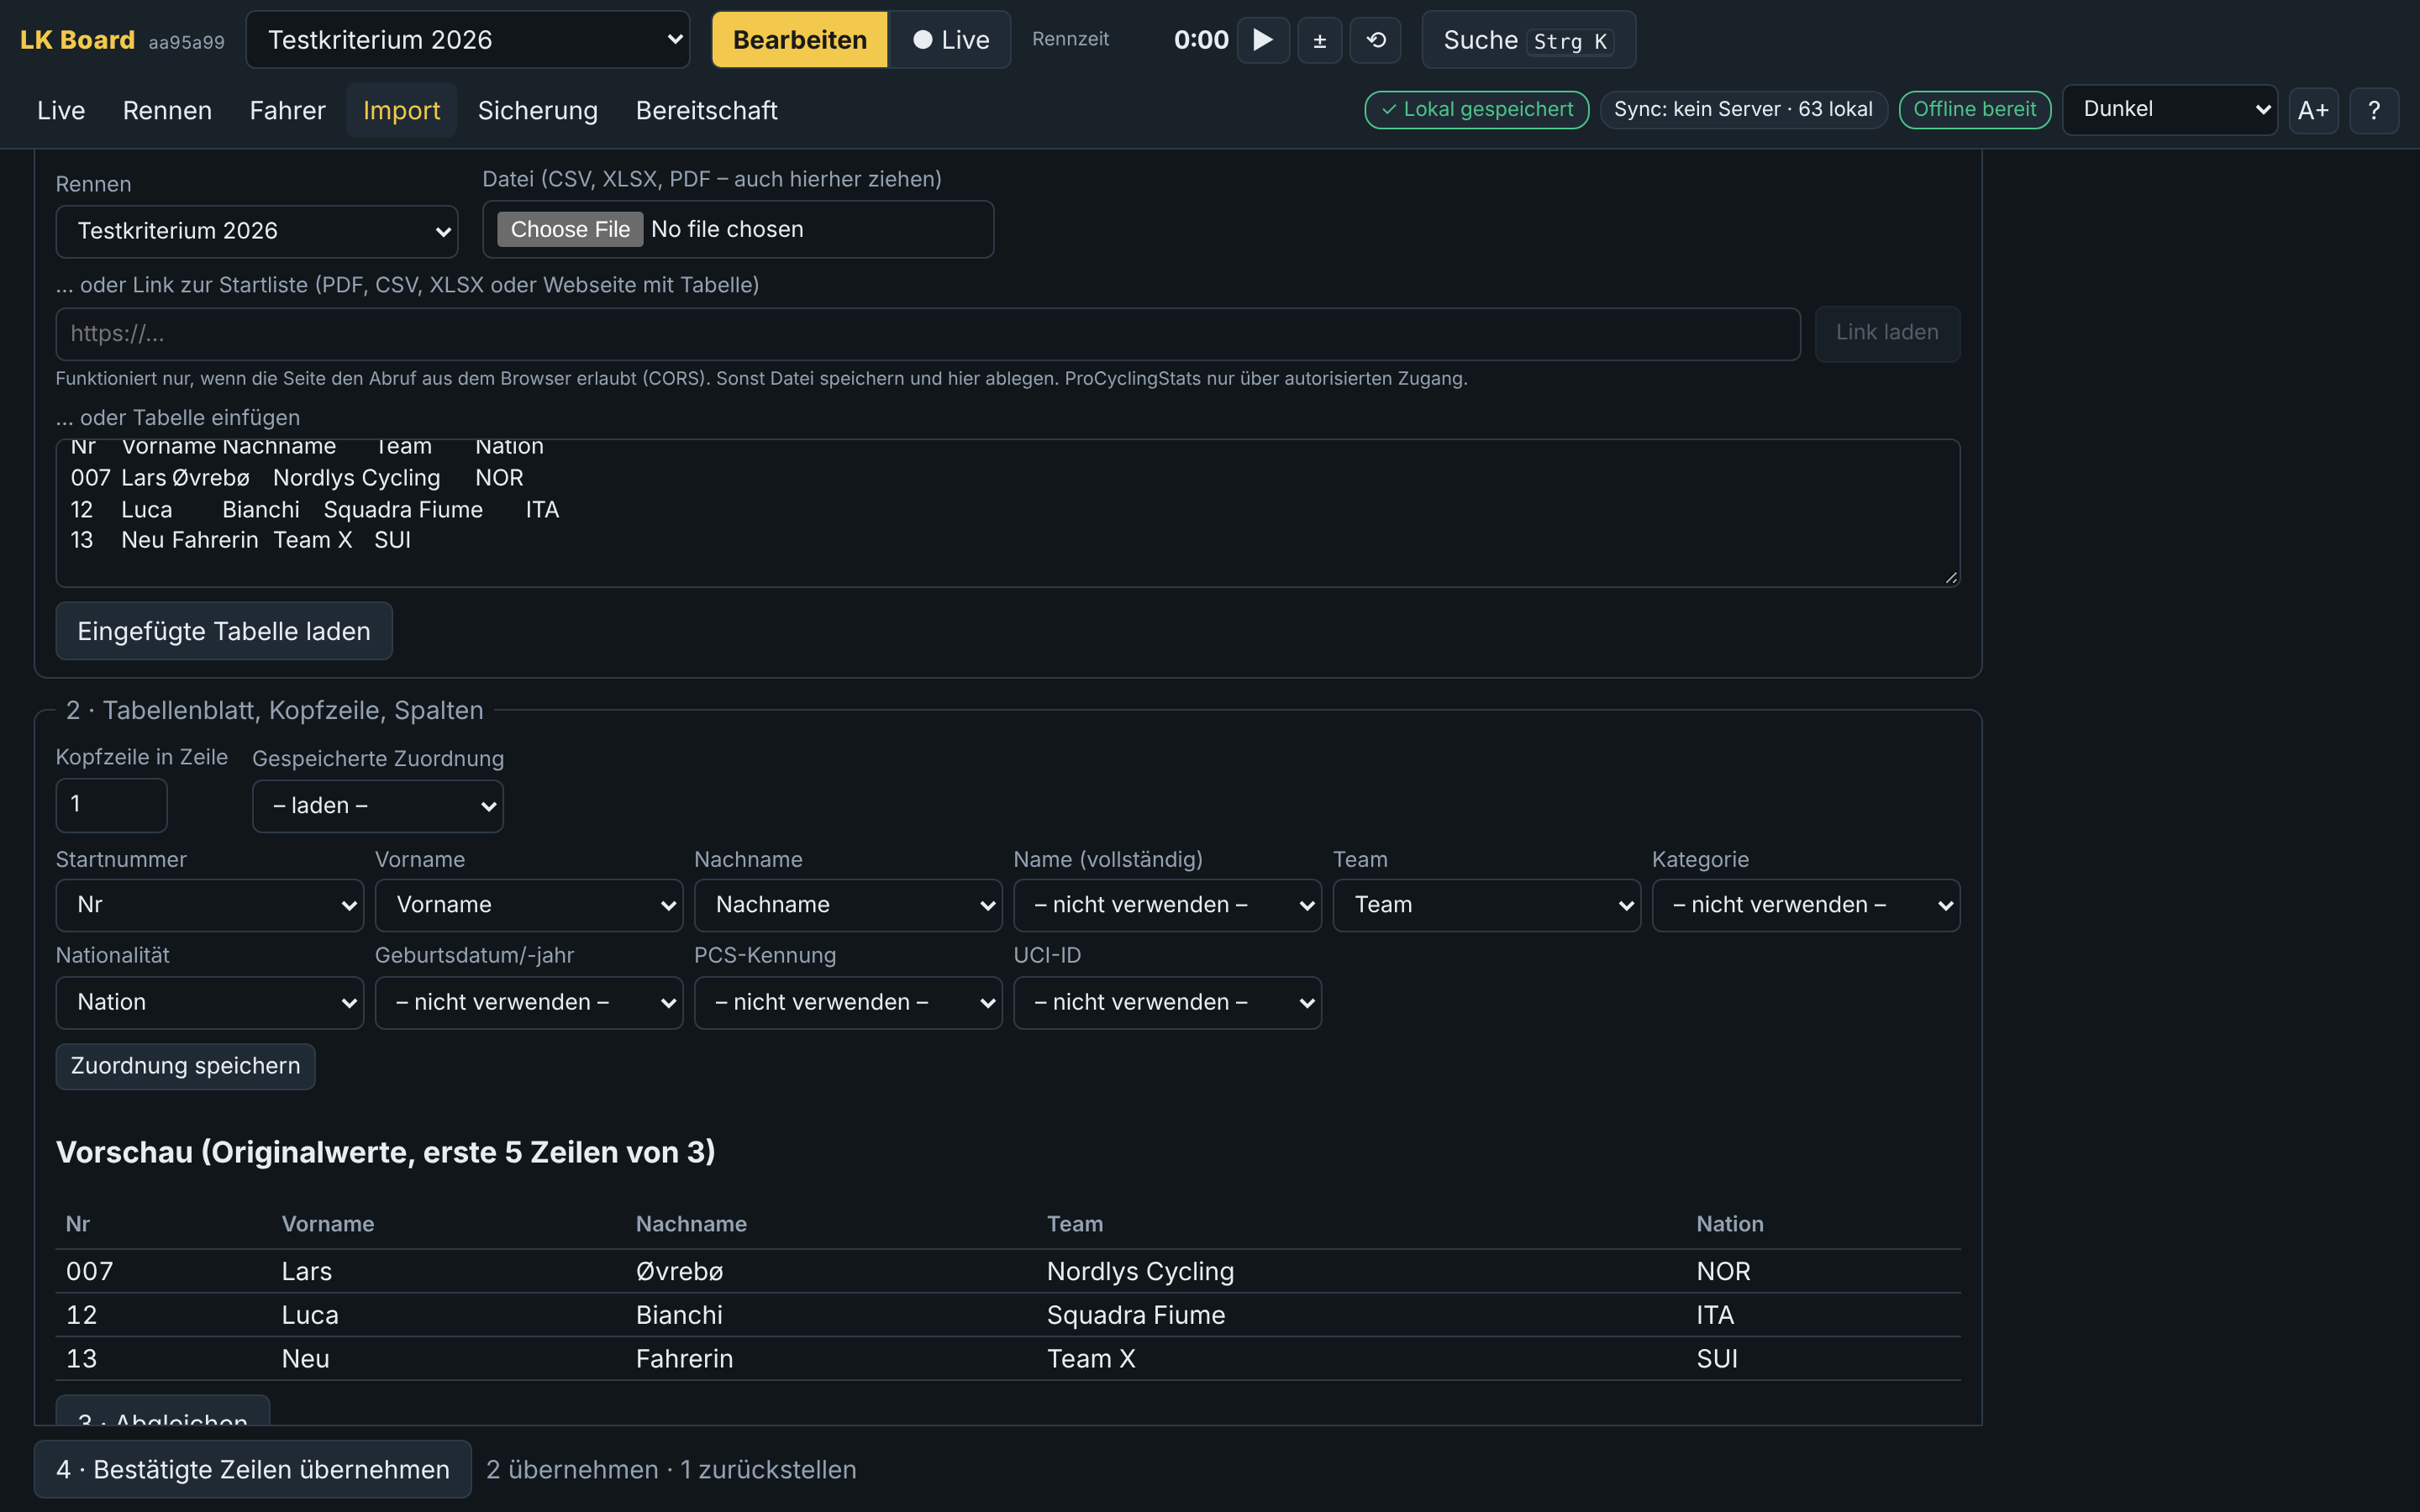 LK Board aa95a99 Testkriterium 2026 Bearbeiten Live Rennzeit 0:00 ▶ ± ⟲ Suche Strg K
Live Rennen Fahrer Import Sicherung Bereitschaft ✓ Lokal gespeichert Sync: kein Server · 63 lokal Offline bereit Dunkel A+ ?
Rennen Datei (CSV, XLSX, PDF – auch hierher ziehen)
Testkriterium 2026 Choose File No file chosen
... oder Link zur Startliste (PDF, CSV, XLSX oder Webseite mit Tabelle)
https://... Link laden
Funktioniert nur, wenn die Seite den Abruf aus dem Browser erlaubt (CORS). Sonst Datei speichern und hier ablegen. ProCyclingStats nur über autorisierten Zugang.
... oder Tabelle einfügen
Nr Vorname Nachname Team Nation
007 Lars Øvrebø Nordlys Cycling NOR
12 Luca Bianchi Squadra Fiume ITA
13 Neu Fahrerin Team X SUI
Eingefügte Tabelle laden
2 · Tabellenblatt, Kopfzeile, Spalten
Kopfzeile in Zeile Gespeicherte Zuordnung
1 – laden –
Startnummer Vorname Nachname Name (vollständig) Team Kategorie
Nr Vorname Nachname – nicht verwenden – Team – nicht verwenden –
Nationalität Geburtsdatum/-jahr PCS-Kennung UCI-ID
Nation – nicht verwenden – – nicht verwenden – – nicht verwenden –
Zuordnung speichern
Vorschau (Originalwerte, erste 5 Zeilen von 3)
Nr Vorname Nachname Team Nation
007 Lars Øvrebø Nordlys Cycling NOR
12 Luca Bianchi Squadra Fiume ITA
13 Neu Fahrerin Team X SUI
3 · Abgleichen
4 · Bestätigte Zeilen übernehmen 2 übernehmen · 1 zurückstellen